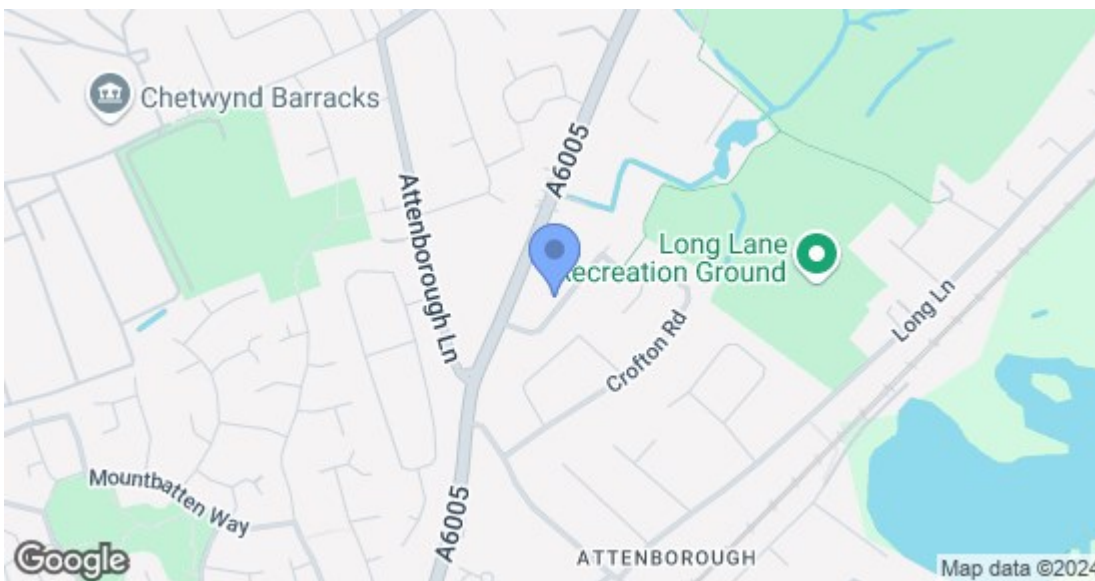 Chetwynd Barracks
A6005
Attenborough Ln
Long Lane
Recreation Ground
Long Ln
Crofton Rd
Mountbatten Way
A6005
ATTENBOROUGH
Google
Map data ©2024